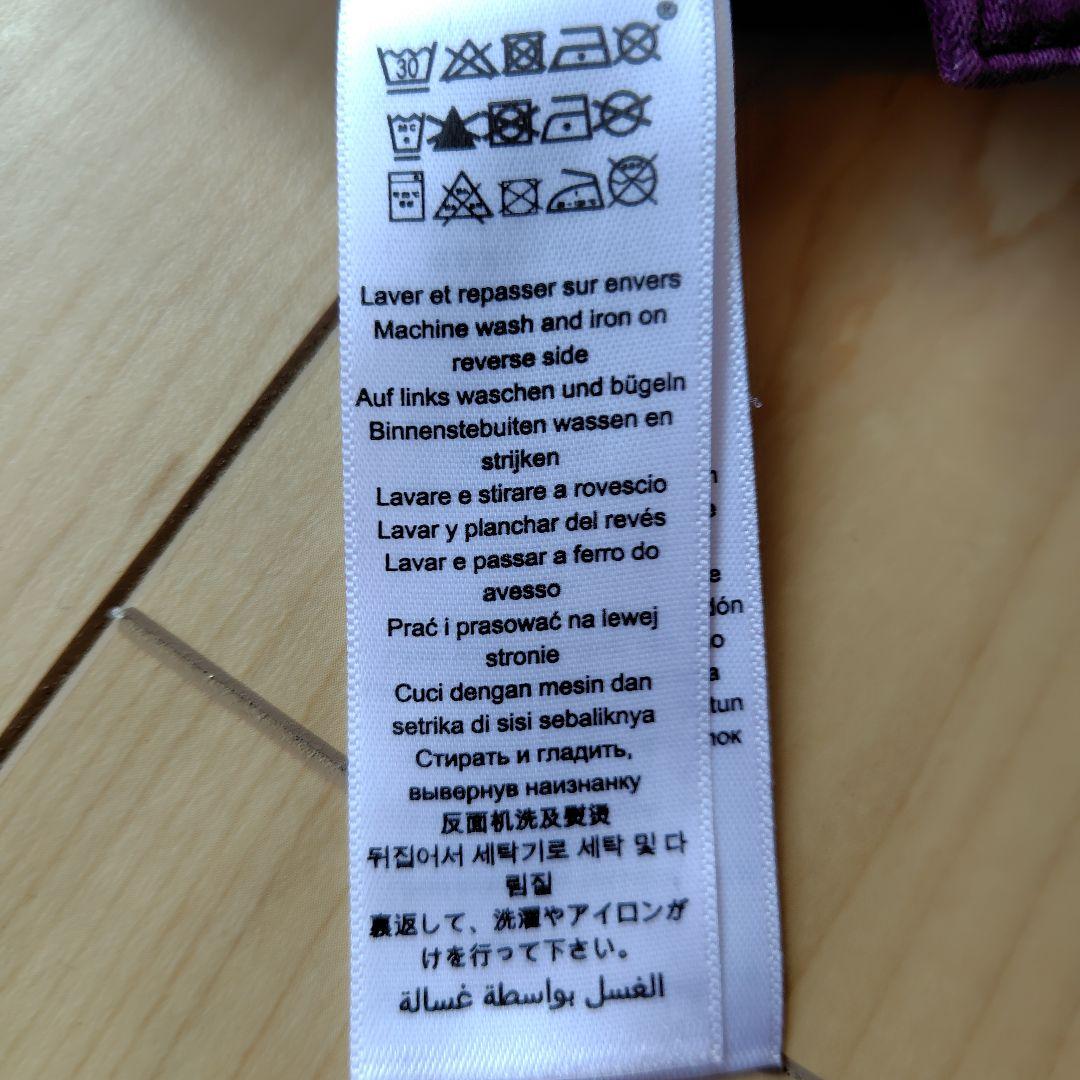 30
MC
Laver et repasser sur envers
Machine wash and iron on
reverse side
Auf links waschen und bügeln
Binnenstebuiten wassen en
strijken
Lavare e stirare a rovescio
Lavar y planchar del revés
Lavar e passar a ferro do
avesso
Prać i prasować na lewej
stronie
Cuci dengan mesin dan
setrika di sisi sebaliknya
Стирать и гладить,
вывернув наизнанку
反面机洗及熨烫
뒤집어서 세탁기로 세탁 및 다
림질
裏返して、洗濯やアイロンが
けを行って下さい。
الغسل بواسطة غسالة